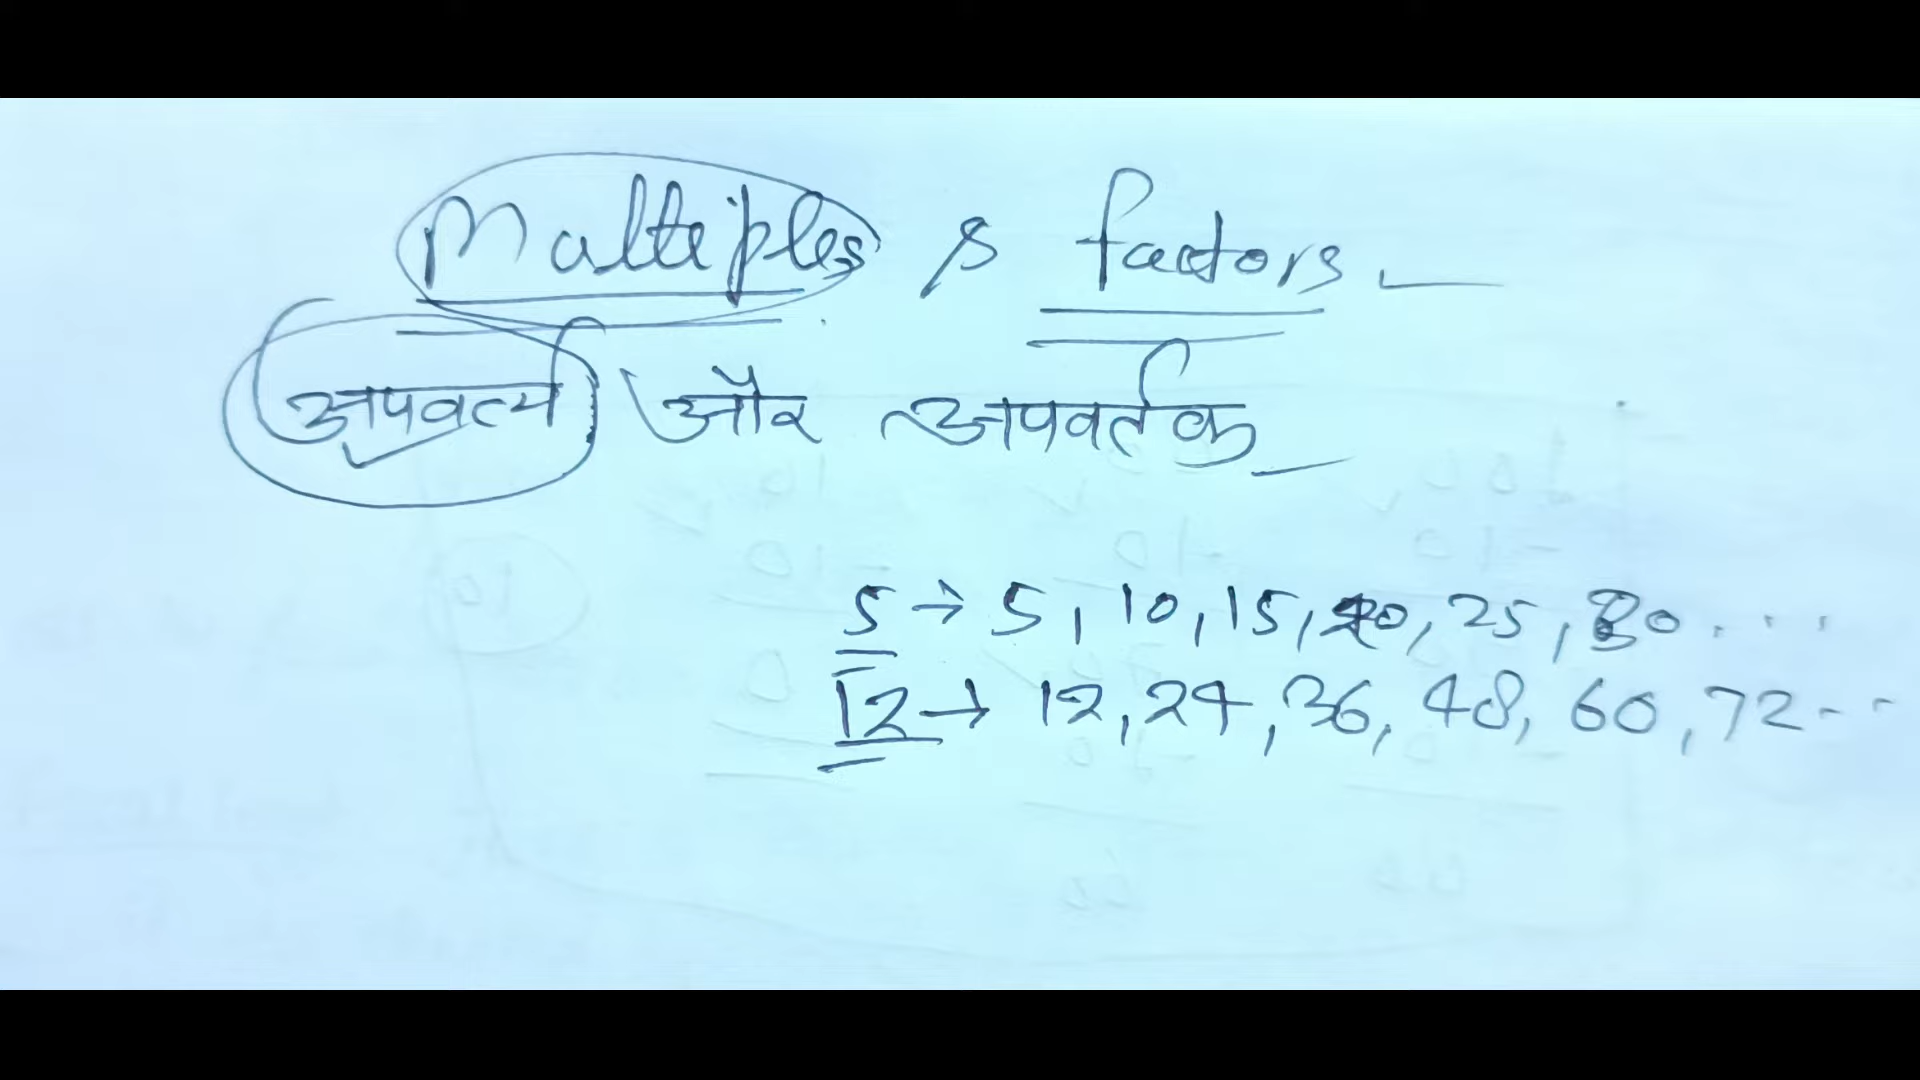 Multiples & factors
अपवर्त्य और अपवर्तक
5 → 5, 10, 15, 20, 25, 30 . . . .
12 → 12, 24, 36, 48, 60, 72 - -